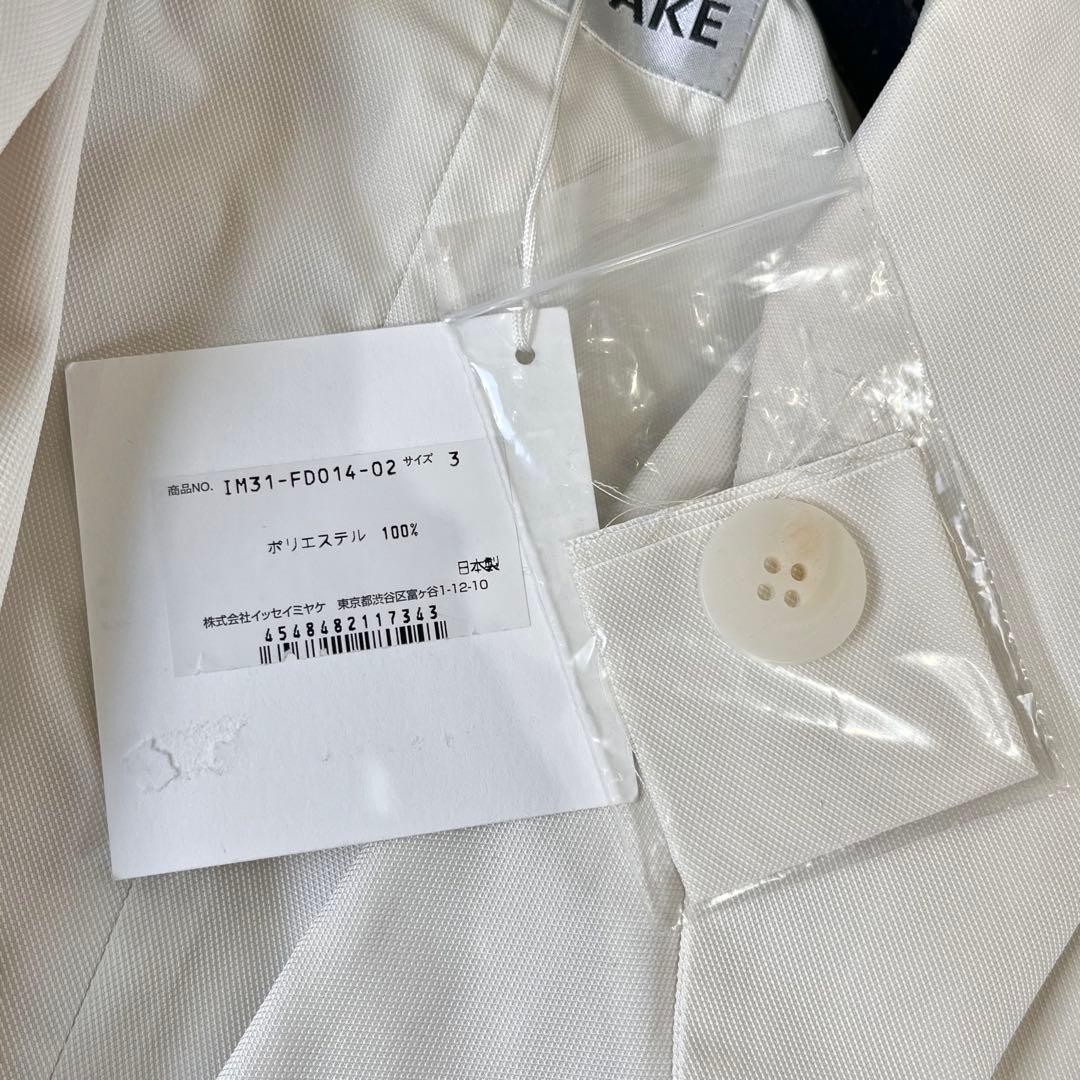 AKE
商品NO. IM31-FD014-02 サイズ 3
ポリエステル 100%
日本製
株式会社イッセイミヤケ 東京都渋谷区富ヶ谷1-12-10
4548482117343